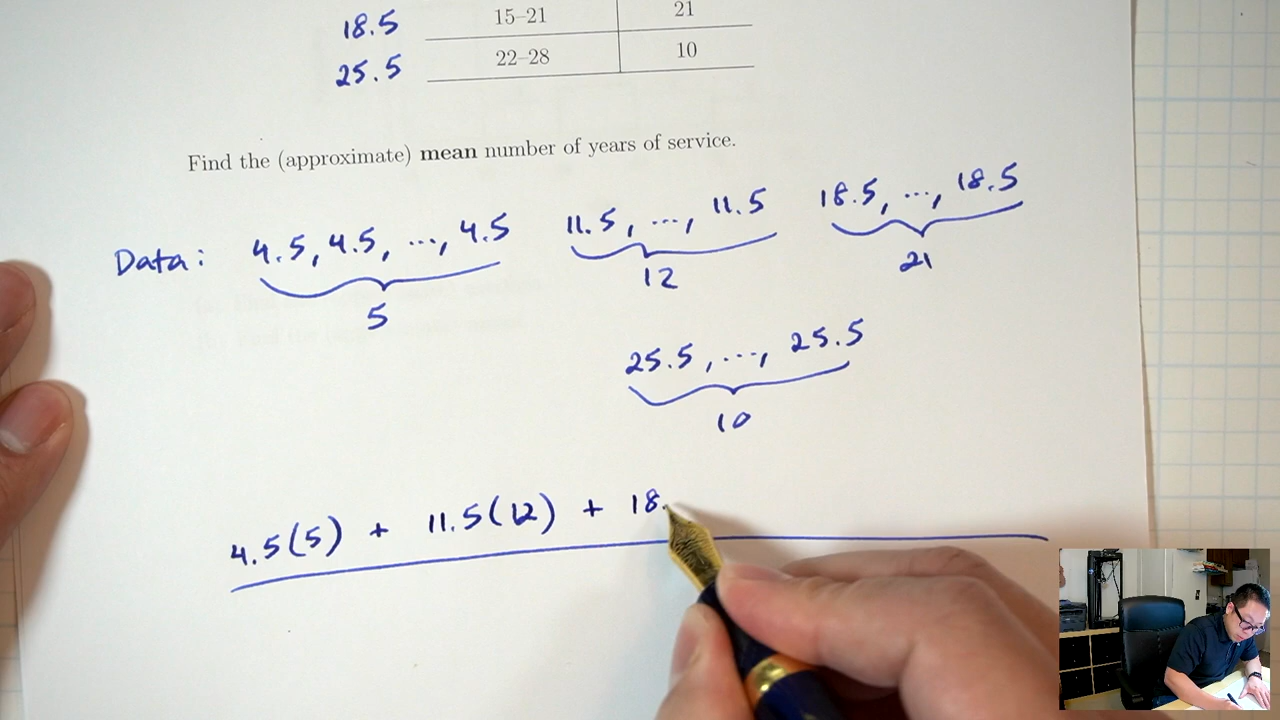 18.5 15–21 21
25.5 22–28 10
Find the (approximate) mean number of years of service.
Data: 4.5, 4.5, ..., 4.5 11.5, ..., 11.5 18.5, ..., 18.5
5 12 21
25.5, ..., 25.5
10
4.5(5) + 11.5(12) + 18.